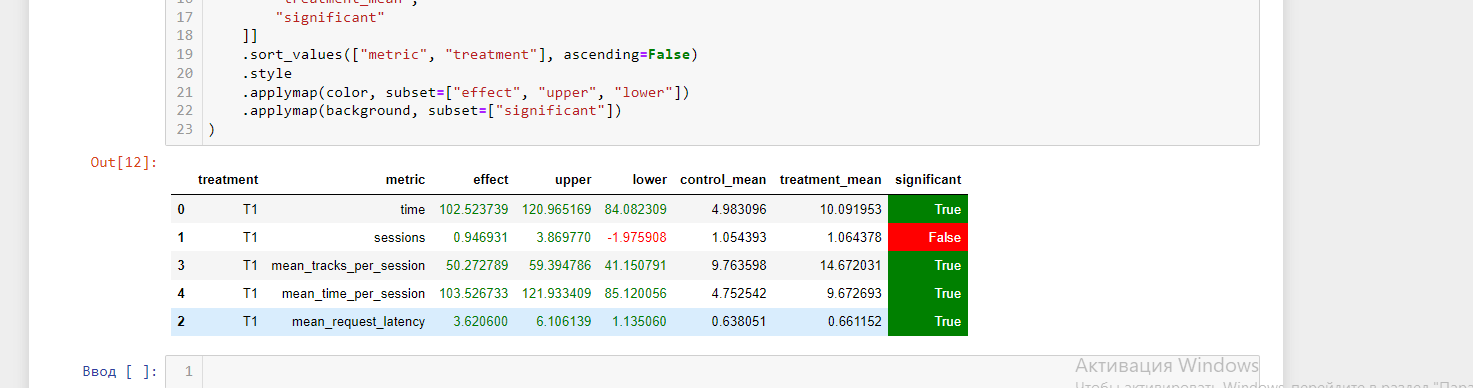 16 "treatment_mean",
17 "significant"
18 ]]
19 .sort_values(["metric", "treatment"], ascending=False)
20 .style
21 .applymap(color, subset=["effect", "upper", "lower"])
22 .applymap(background, subset=["significant"])
23 )
Out[12]:
treatment metric effect upper lower control_mean treatment_mean significant
0 T1 time 102.523739 120.965169 84.082309 4.983096 10.091953 True
1 T1 sessions 0.946931 3.869770 -1.975908 1.054393 1.064378 False
3 T1 mean_tracks_per_session 50.272789 59.394786 41.150791 9.763598 14.672031 True
4 T1 mean_time_per_session 103.526733 121.933409 85.120056 4.752542 9.672693 True
2 T1 mean_request_latency 3.620600 6.106139 1.135060 0.638051 0.661152 True
Ввод [ ]: 1
Активация Windows
Чтобы активировать Windows, перейдите в раздел "Пара